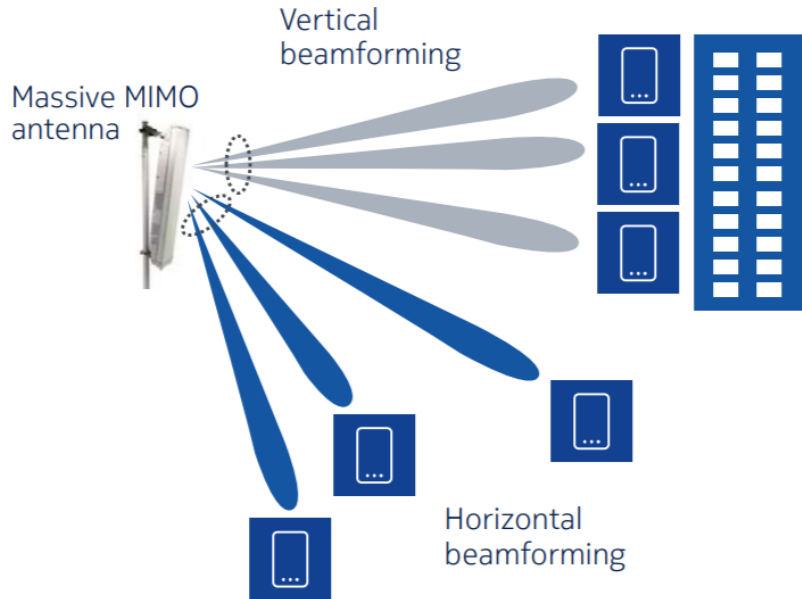 Vertical
beamforming
Massive MIMO
antenna
Horizontal
beamforming